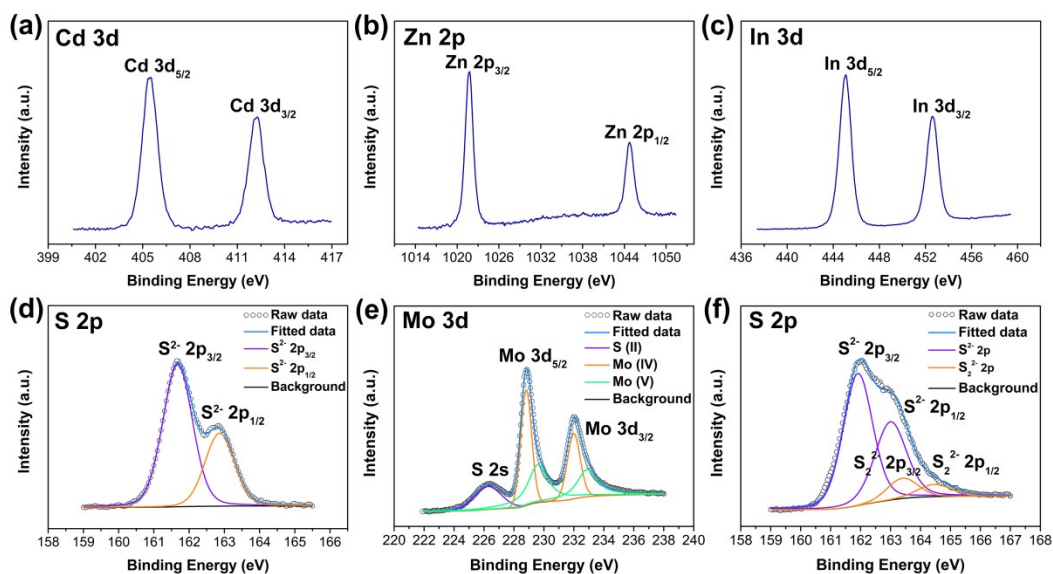 (a) Cd 3d
Cd 3d5/2
Cd 3d3/2
Intensity (a.u.)
399 402 405 408 411 414 417
Binding Energy (eV)
(b) Zn 2p
Zn 2p3/2
Zn 2p1/2
Intensity (a.u.)
1014 1020 1026 1032 1038 1044 1050
Binding Energy (eV)
(c) In 3d
In 3d5/2
In 3d3/2
Intensity (a.u.)
436 440 444 448 452 456 460
Binding Energy (eV)
(d) S 2p
Raw data
Fitted data
S2- 2p3/2
S2- 2p1/2
Background
S2- 2p3/2
S2- 2p1/2
Intensity (a.u.)
158 159 160 161 162 163 164 165 166
Binding Energy (eV)
(e) Mo 3d
Raw data
Fitted data
S (II)
Mo (IV)
Mo (V)
Background
Mo 3d5/2
Mo 3d3/2
S 2s
Intensity (a.u.)
220 222 224 226 228 230 232 234 236 238 240
Binding Energy (eV)
(f) S 2p
Raw data
Fitted data
S2- 2p
S22- 2p
Background
S2- 2p3/2
S2- 2p1/2
S22- 2p3/2
S22- 2p1/2
Intensity (a.u.)
158 159 160 161 162 163 164 165 166 167 168
Binding Energy (eV)